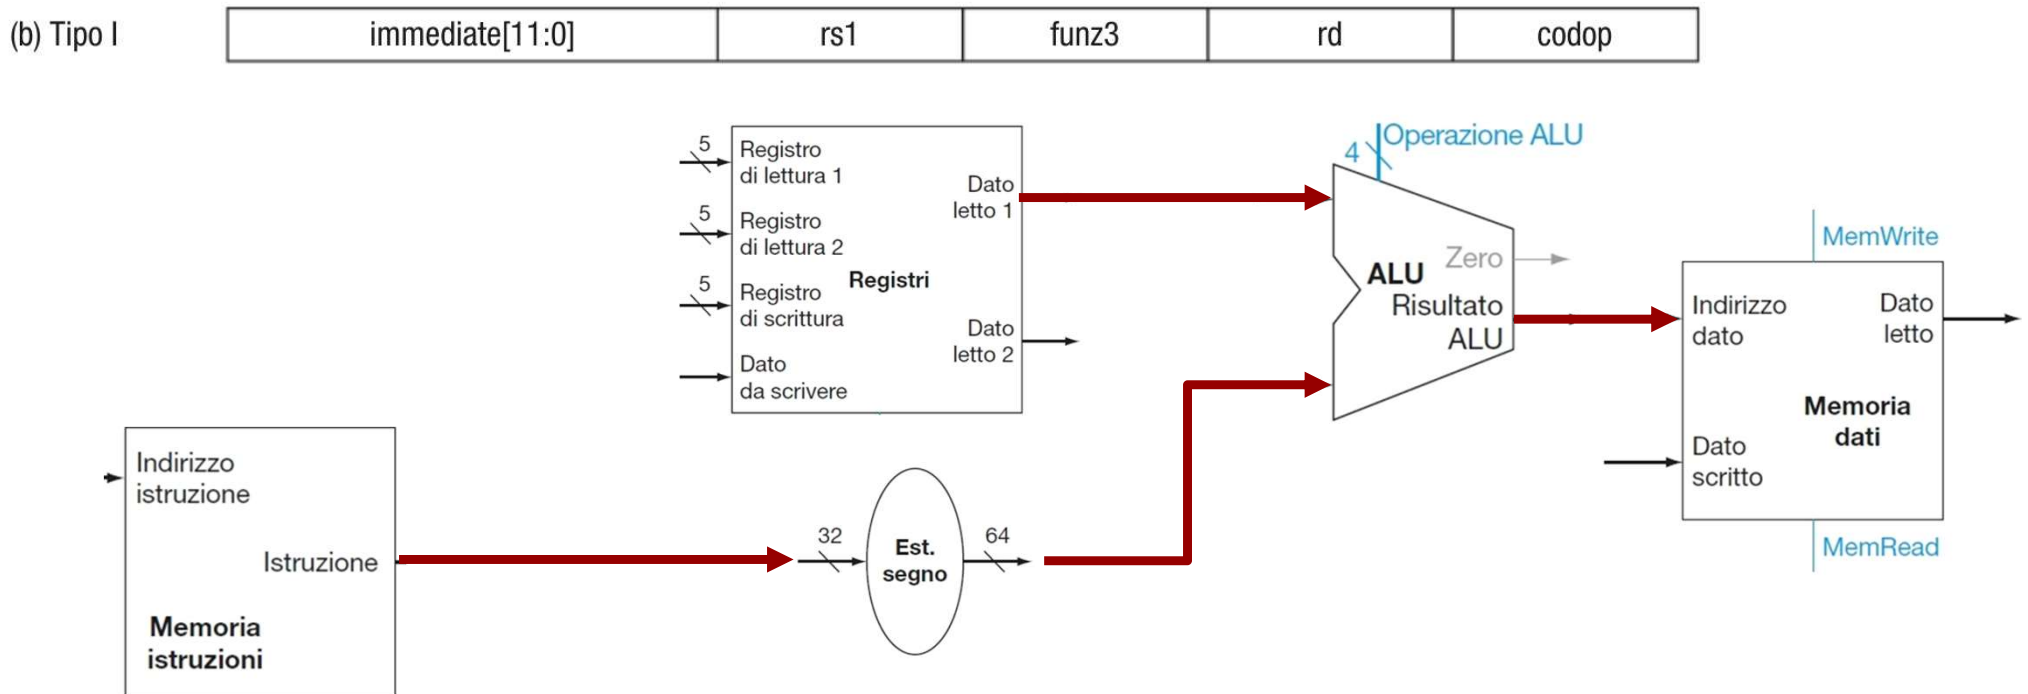 (b) Tipo I
immediate[11:0]
rs1
funz3
rd
codop
5
Registro
di lettura 1
5
Registro
di lettura 2
5
Registro
di scrittura
Dato
da scrivere
Registri
Dato
letto 1
Dato
letto 2
4
Operazione ALU
ALU
Zero
Risultato
ALU
MemWrite
Indirizzo
dato
Dato
letto
Memoria
dati
Dato
scritto
MemRead
Indirizzo
istruzione
Istruzione
Memoria
istruzioni
32
Est.
segno
64